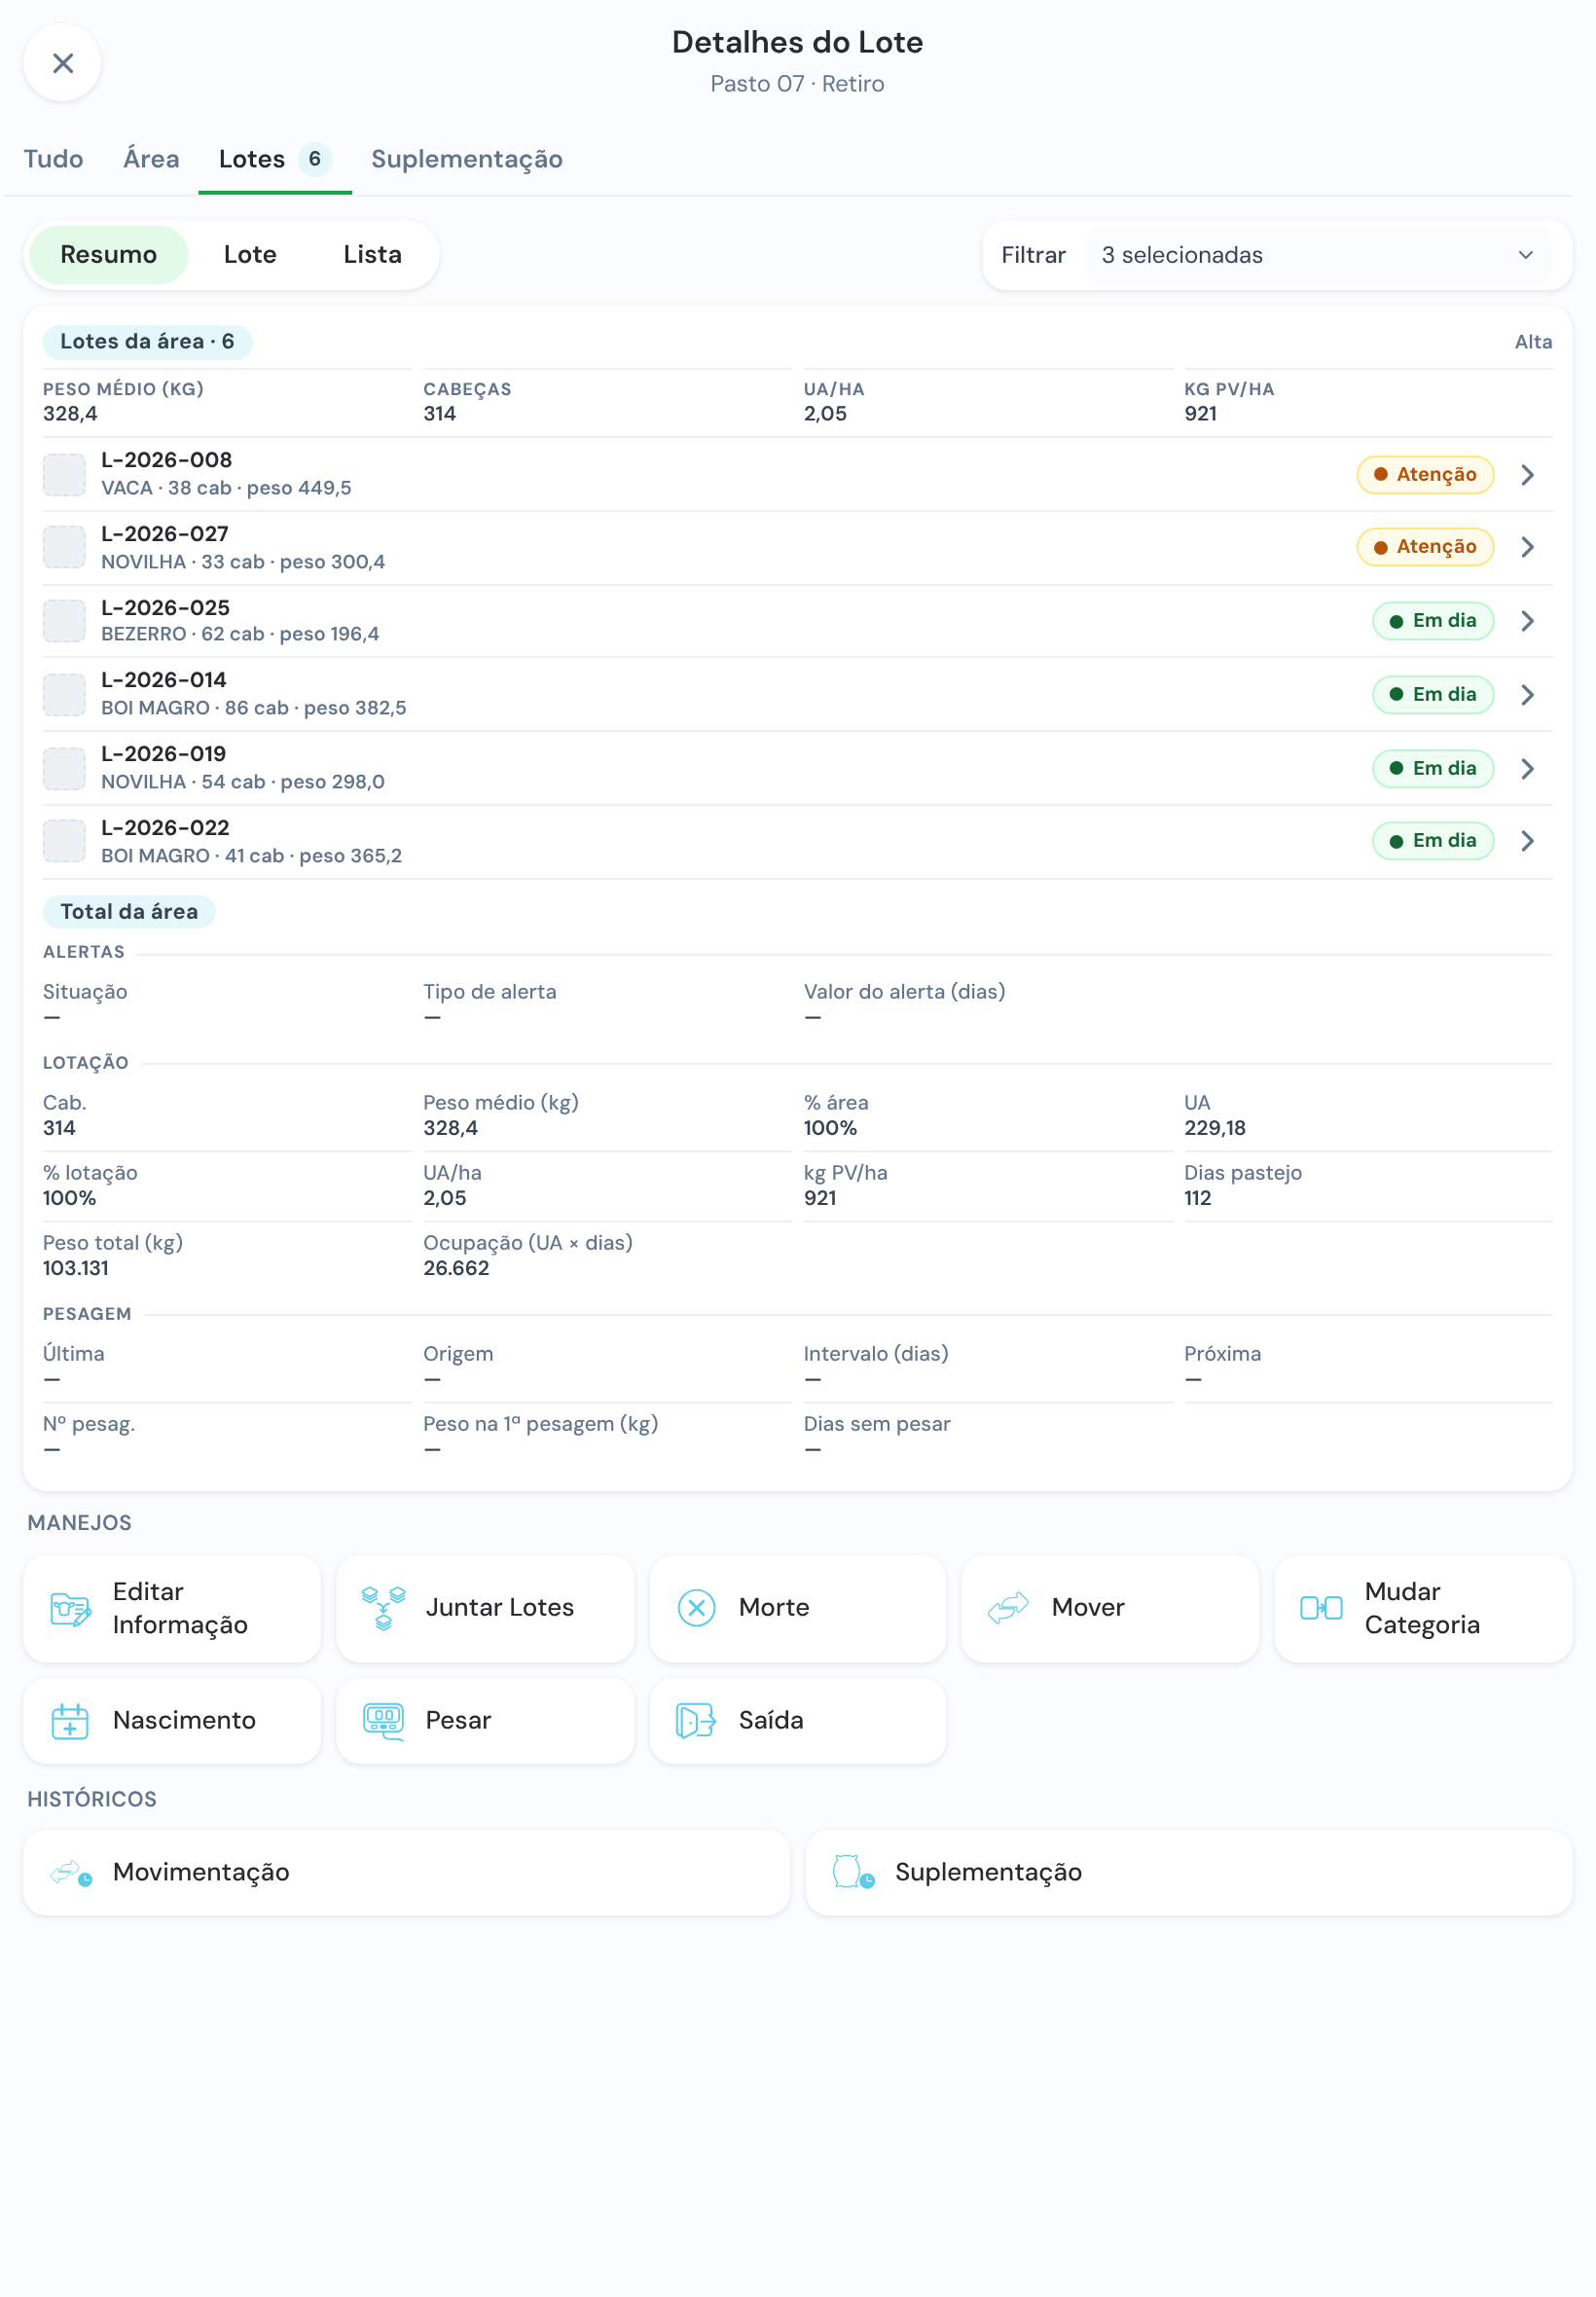 Detalhes do Lote
Pasto 07 · Retiro
Tudo Área Lotes 6 Suplementação
Resumo Lote Lista Filtrar 3 selecionadas
Lotes da área · 6 Alta
PESO MÉDIO (KG) CABEÇAS UA/HA KG PV/HA
328,4 314 2,05 921
L-2026-008
VACA · 38 cab · peso 449,5 Atenção
L-2026-027
NOVILHA · 33 cab · peso 300,4 Atenção
L-2026-025
BEZERRO · 62 cab · peso 196,4 Em dia
L-2026-014
BOI MAGRO · 86 cab · peso 382,5 Em dia
L-2026-019
NOVILHA · 54 cab · peso 298,0 Em dia
L-2026-022
BOI MAGRO · 41 cab · peso 365,2 Em dia
Total da área
ALERTAS
Situação Tipo de alerta Valor do alerta (dias)
— — —
LOTAÇÃO
Cab. Peso médio (kg) % área UA
314 328,4 100% 229,18
% lotação UA/ha kg PV/ha Dias pastejo
100% 2,05 921 112
Peso total (kg) Ocupação (UA × dias)
103.131 26.662
PESAGEM
Última Origem Intervalo (dias) Próxima
— — — —
Nº pesag. Peso na 1ª pesagem (kg) Dias sem pesar
— — —
MANEJOS
Editar Informação Juntar Lotes Morte Mover Mudar Categoria
Nascimento Pesar Saída
HISTÓRICOS
Movimentação Suplementação